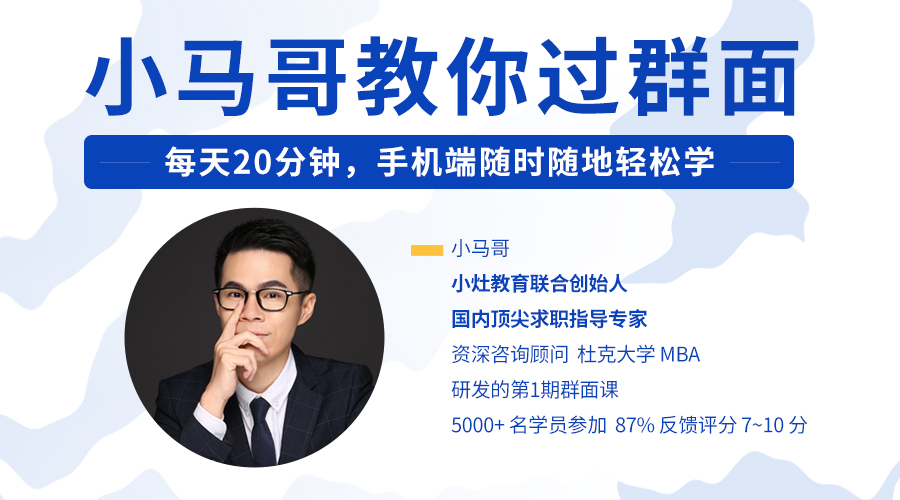 小马哥教你过群面
每天20分钟，手机端随时随地轻松学
小马哥
小灶教育联合创始人
国内顶尖求职指导专家
资深咨询顾问 杜克大学 MBA
研发的第1期群面课
5000+ 名学员参加 87% 反馈评分 7~10 分